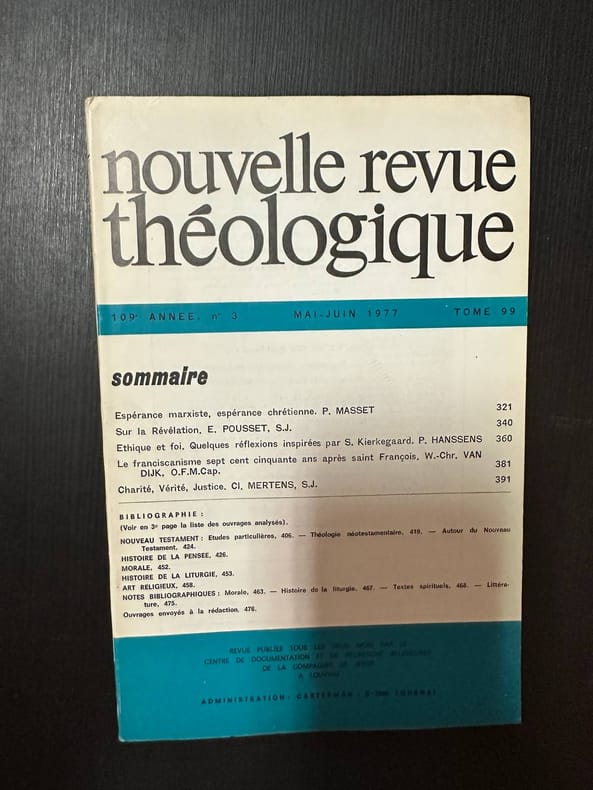 nouvelle revue
théologique
109e ANNEE. n° 3 MAI-JUIN 1977 TOME 99
sommaire
Espérance marxiste, espérance chrétienne. P. MASSET 321
Sur la Révélation. E. POUSSET, S.J. 340
Ethique et foi. Quelques réflexions inspirées par S. Kierkegaard. P. HANSSENS 360
Le franciscanisme sept cent cinquante ans après saint François. W.-Chr. VAN
DIJK, O.F.M.Cap. 381
Charité, Vérité, Justice. Cl. MERTENS, S.J. 391
BIBLIOGRAPHIE :
(Voir en 3e page la liste des ouvrages analysés).
NOUVEAU TESTAMENT : Etudes particulières, 406. — Théologie néotestamentaire, 419. — Autour du Nouveau
Testament, 424.
HISTOIRE DE LA PENSEE, 426.
MORALE, 452.
HISTOIRE DE LA LITURGIE, 453.
ART RELIGIEUX, 458.
NOTES BIBLIOGRAPHIQUES : Morale, 463. — Histoire de la liturgie, 467. — Textes spirituels, 468. — Littéra-
ture, 475.
Ouvrages envoyés à la rédaction, 476.
REVUE PUBLIEE TOUS LES DEUX MOIS PAR LE
CENTRE DE DOCUMENTATION ET DE RECHERCHE RELIGIEUSES
DE LA COMPAGNIE DE JESUS
A LOUVAIN
ADMINISTRATION : CASTERMAN - B-7500 TOURNAI